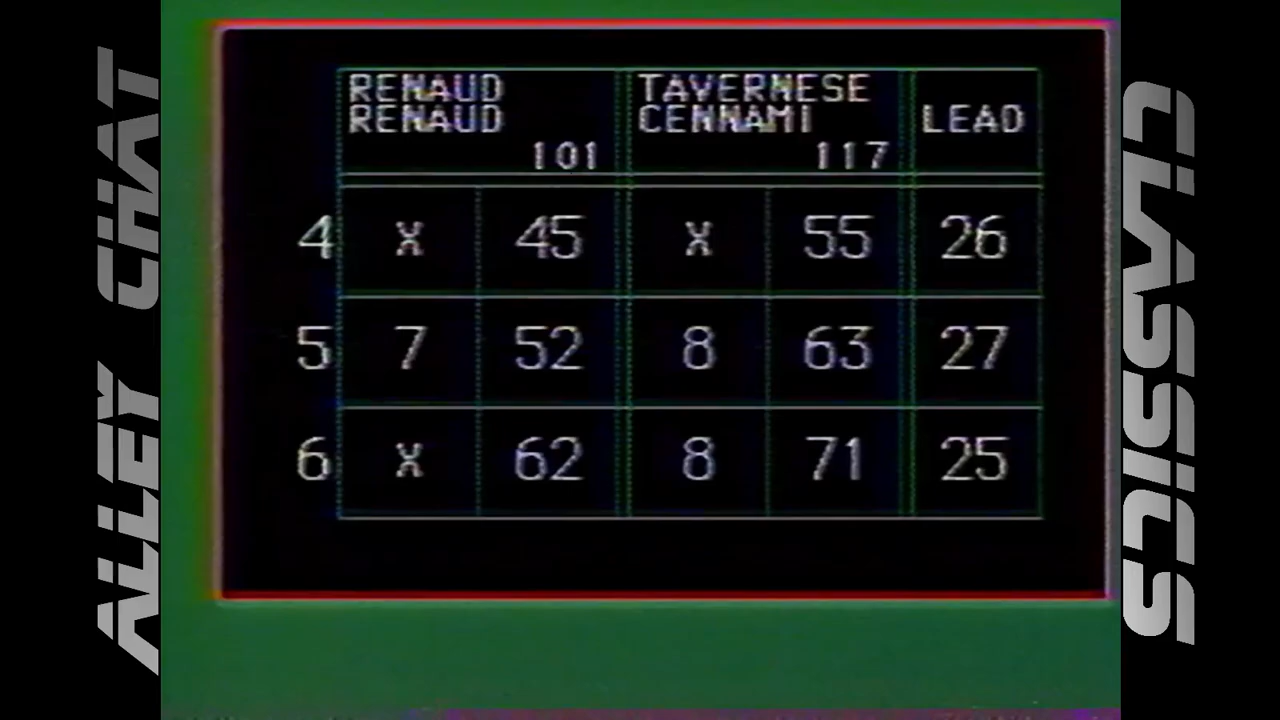 ALLEY CHAT
RENAUD TAVERNESE
RENAUD CENNAMI LEAD
101 117
4 X 45 X 55 26
5 7 52 8 63 27
6 X 62 8 71 25
CLASSICS